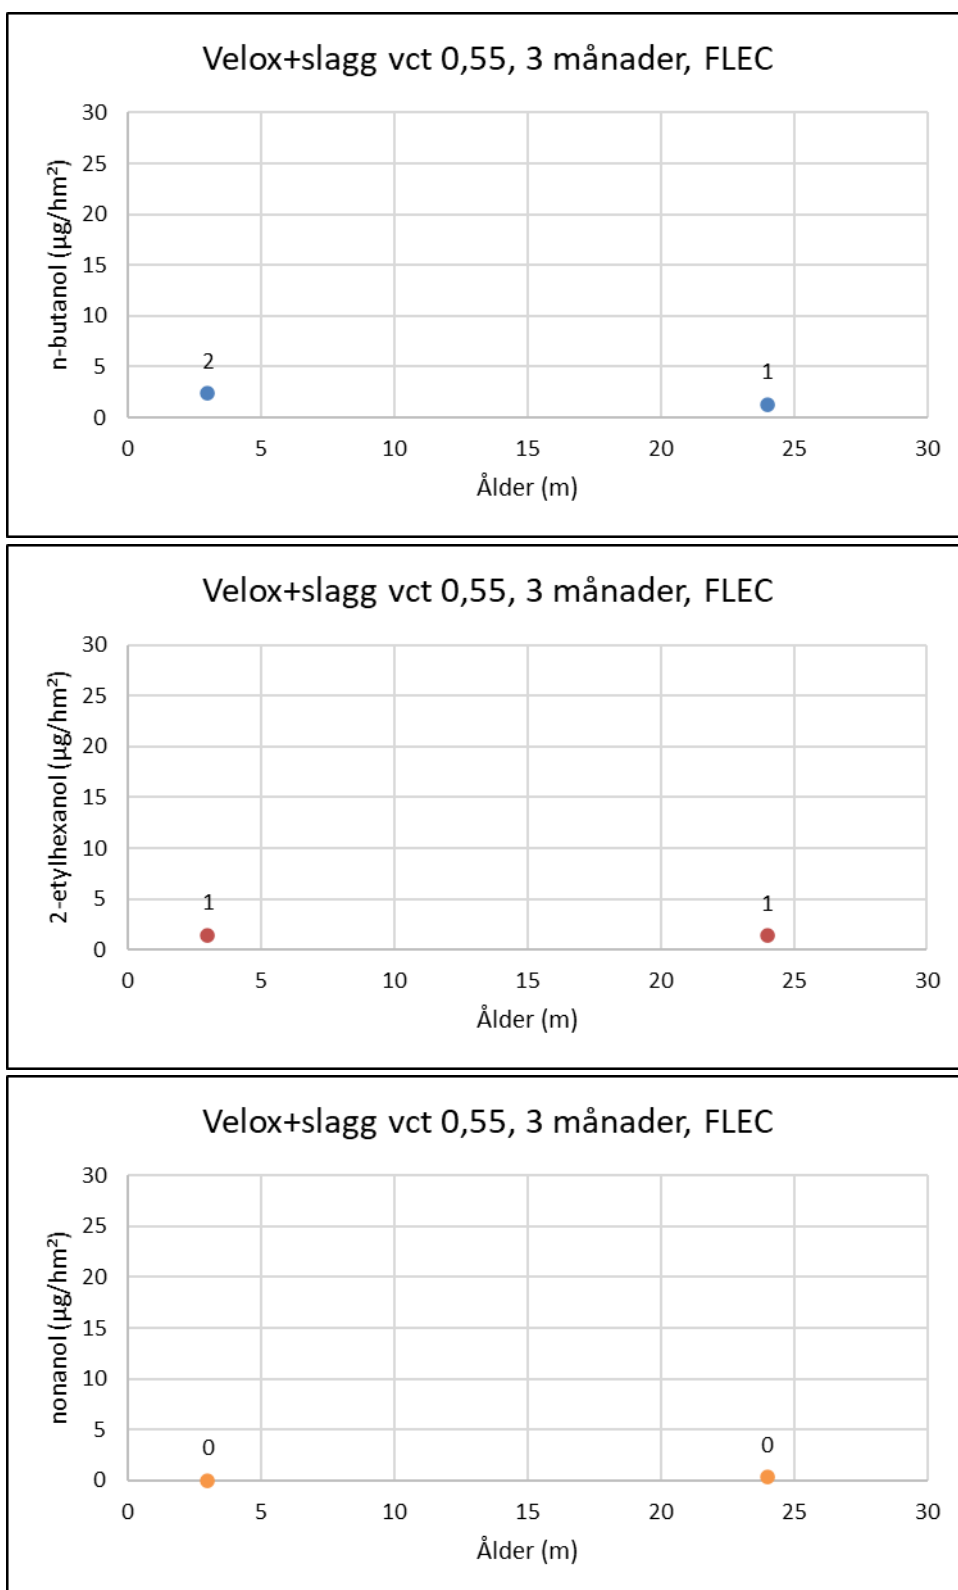 Velox+slagg vct 0,55, 3 månader, FLEC
n-butanol (µg/hm²)
30
25
20
15
10
5
0
2
1
0 5 10 15 20 25 30
Ålder (m)
Velox+slagg vct 0,55, 3 månader, FLEC
2-etylhexanol (µg/hm²)
30
25
20
15
10
5
0
1
1
0 5 10 15 20 25 30
Ålder (m)
Velox+slagg vct 0,55, 3 månader, FLEC
nonanol (µg/hm²)
30
25
20
15
10
5
0
0
0
0 5 10 15 20 25 30
Ålder (m)